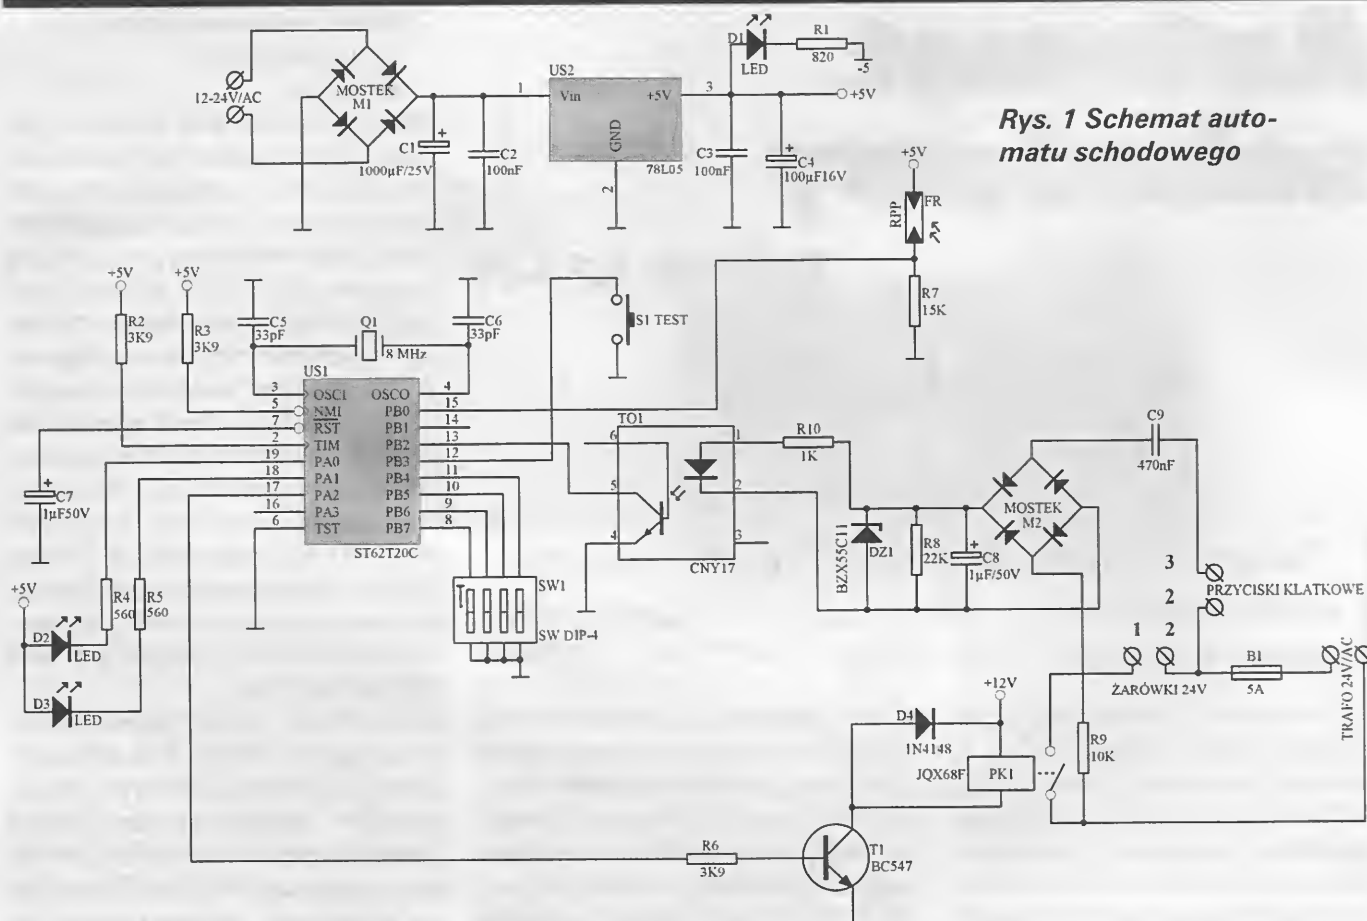 Rys. 1 Schemat auto-
matu schodowego
12-24V/AC
MOSTEK
M1
C1
+
1000µF/25V
C2
100nF
1
US2
Vin
+5V
GND
78L05
2
3
D1
LED
R1
820
-5
+5V
C3
100nF
+
C4
100µF16V
+5V
RPP
FR
R7
15K
+5V
+5V
R2
3K9
R3
3K9
C5
33pF
Q1
8 MHz
C6
33pF
S1 TEST
US1
3
5
7
2
19
18
17
16
6
OSCI
NMI
RST
TIM
PA0
PA1
PA2
PA3
TST
OSCO
PB0
PB1
PB2
PB3
PB4
PB5
PB6
PB7
4
15
14
13
12
11
10
9
8
ST62T20C
+
C7
1µF50V
+5V
R4
560
R5
560
D2
LED
D3
LED
SW1
SW DIP-4
TO1
6
5
4
1
2
3
CNY17
R10
1K
BZX55C11
DZ1
R8
22K
+
C8
1µF/50V
MOSTEK
M2
C9
470nF
3
PRZYCISKI KLATKOWE
2
1
2
ŻARÓWKI 24V
B1
5A
TRAFO 24V/AC
+12V
D4
1N4148
JQX68F
PK1
R9
10K
R6
3K9
T1
BC547